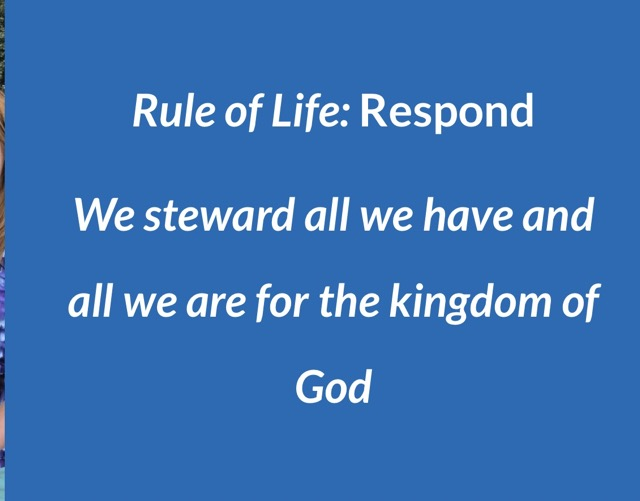 Rule of Life: Respond
We steward all we have and
all we are for the kingdom of
God